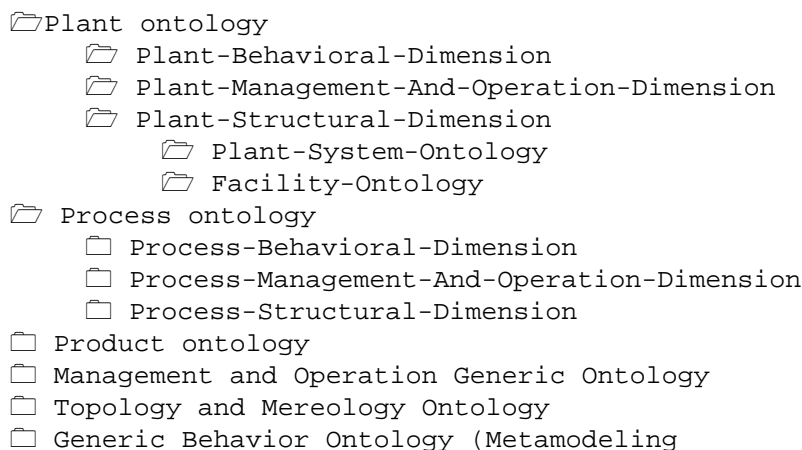 Plant ontology
Plant-Behavioral-Dimension
Plant-Management-And-Operation-Dimension
Plant-Structural-Dimension
Plant-System-Ontology
Facility-Ontology
Process ontology
Process-Behavioral-Dimension
Process-Management-And-Operation-Dimension
Process-Structural-Dimension
Product ontology
Management and Operation Generic Ontology
Topology and Mereology Ontology
Generic Behavior Ontology (Metamodeling